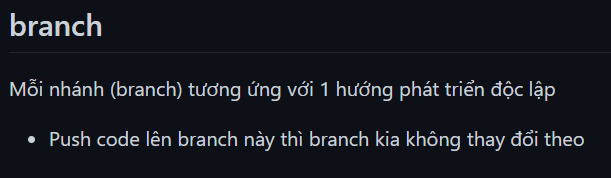 branch
Mỗi nhánh (branch) tương ứng với 1 hướng phát triển độc lập
• Push code lên branch này thì branch kia không thay đổi theo